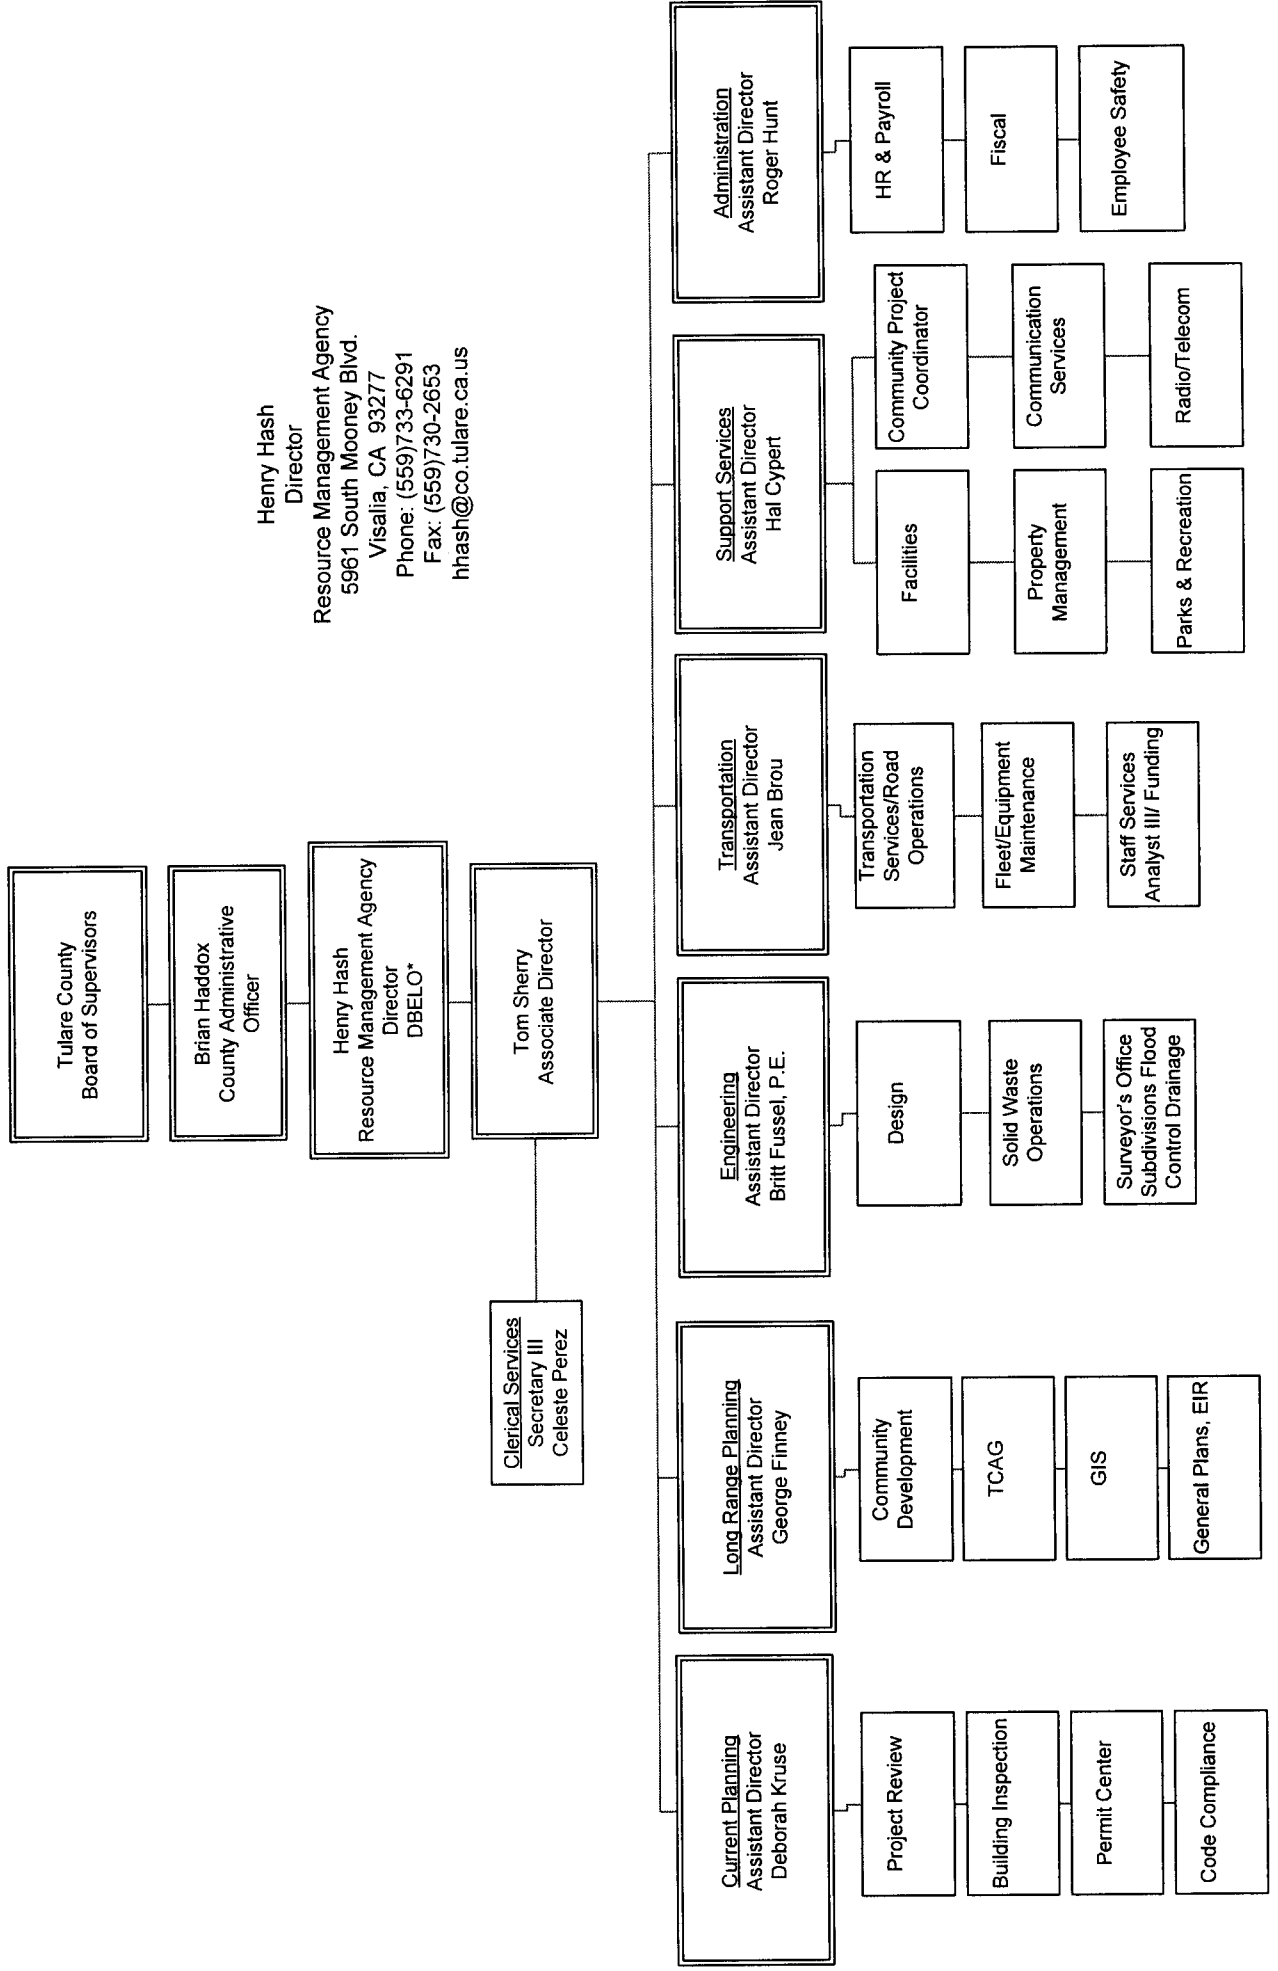 Tulare County
Board of Supervisors
Brian Haddox
County Administrative
Officer
Henry Hash
Resource Management Agency
Director
DBELO*
Tom Sherry
Associate Director
Clerical Services
Secretary III
Celeste Perez
Henry Hash
Director
Resource Management Agency
5961 South Mooney Blvd.
Visalia, CA 93277
Phone: (559)733-6291
Fax: (559)730-2653
hhash@co.tulare.ca.us
Current Planning
Assistant Director
Deborah Kruse
Project Review
Building Inspection
Permit Center
Code Compliance
Long Range Planning
Assistant Director
George Finney
Community
Development
TCAG
GIS
General Plans, EIR
Engineering
Assistant Director
Britt Fussel, P.E.
Design
Solid Waste
Operations
Surveyor's Office
Subdivisions Flood
Control Drainage
Transportation
Assistant Director
Jean Brou
Transportation
Services/Road
Operations
Fleet/Equipment
Maintenance
Staff Services
Analyst III/ Funding
Support Services
Assistant Director
Hal Cypert
Facilities
Property
Management
Parks & Recreation
Community Project
Coordinator
Communication
Services
Radio/Telecom
Administration
Assistant Director
Roger Hunt
HR & Payroll
Fiscal
Employee Safety